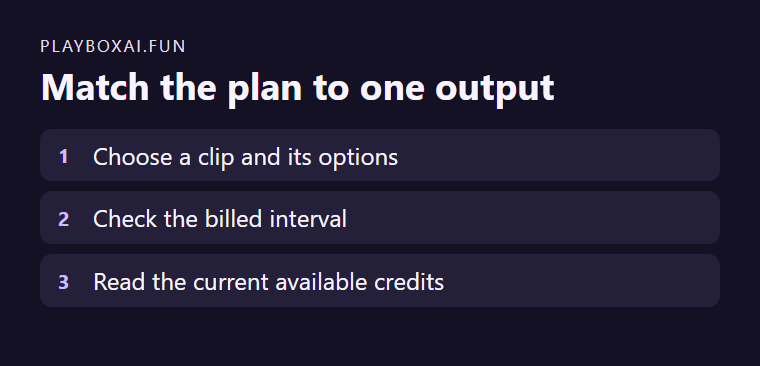 PLAYBOXAI.FUN
Match the plan to one output
1 Choose a clip and its options
2 Check the billed interval
3 Read the current available credits